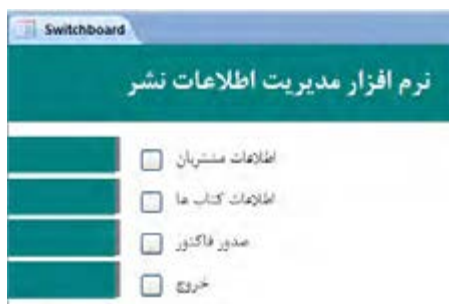 Switchboard
نرم افزار مدیریت اطلاعات نشر
اطلاعات مشتریان
اطلاعات کتاب ها
صدور فاکتور
خروج